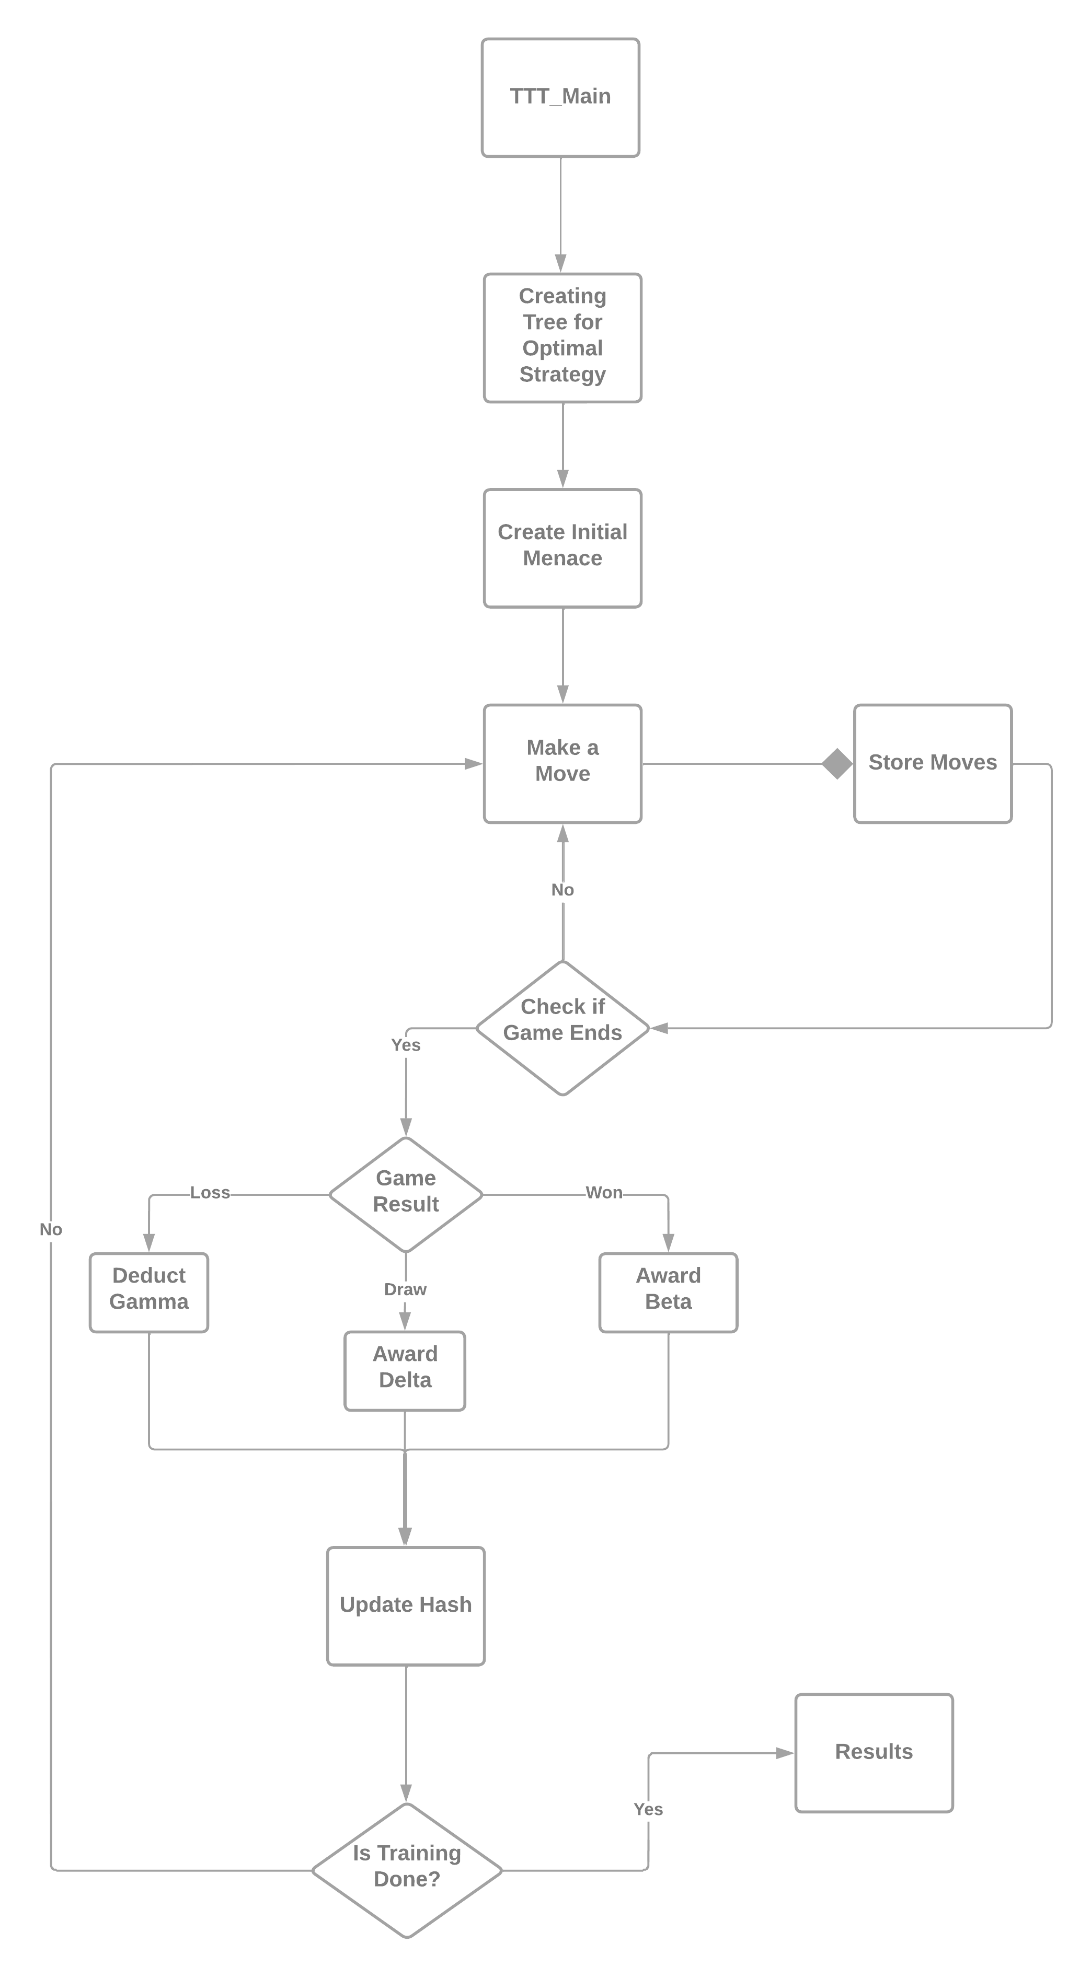 TTT_Main
Creating
Tree for
Optimal
Strategy
Create Initial
Menace
Make a
Move
Store Moves
No
Check if
Game Ends
Yes
Game
Result
Loss
Won
No
Deduct
Gamma
Draw
Award
Beta
Award
Delta
Update Hash
Results
Yes
Is Training
Done?